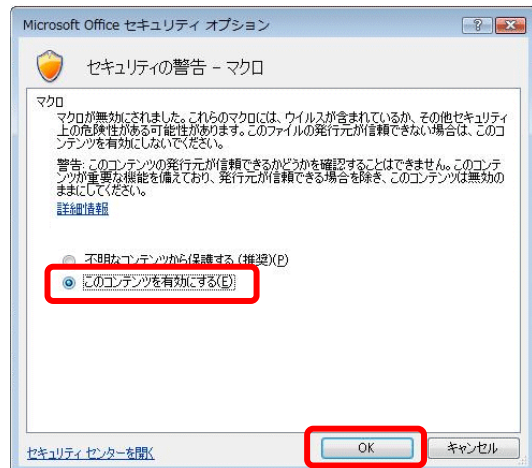 Microsoft Office セキュリティ オプション
セキュリティの警告 - マクロ
マクロ
マクロが無効にされました。これらのマクロには、ウイルスが含まれているか、その他セキュリティ
上の危険性がある可能性があります。このファイルの発行元が信頼できない場合は、このコ
ンテンツを有効にしないでください。
警告: このコンテンツの発行元が信頼できるかどうかを確認することはできません。このコンテ
ンツが重要な機能を備えており、発行元が信頼できる場合を除き、このコンテンツは無効の
ままにしてください。
詳細情報
不明なコンテンツから保護する (推奨)(P)
このコンテンツを有効にする(E)
セキュリティ センターを開く
OK
キャンセル